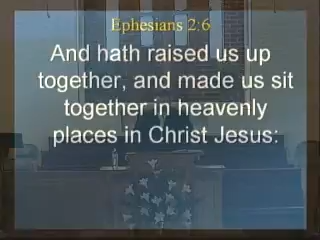 Ephesians 2:6
And hath raised us up
together, and made us sit
together in heavenly
places in Christ Jesus: